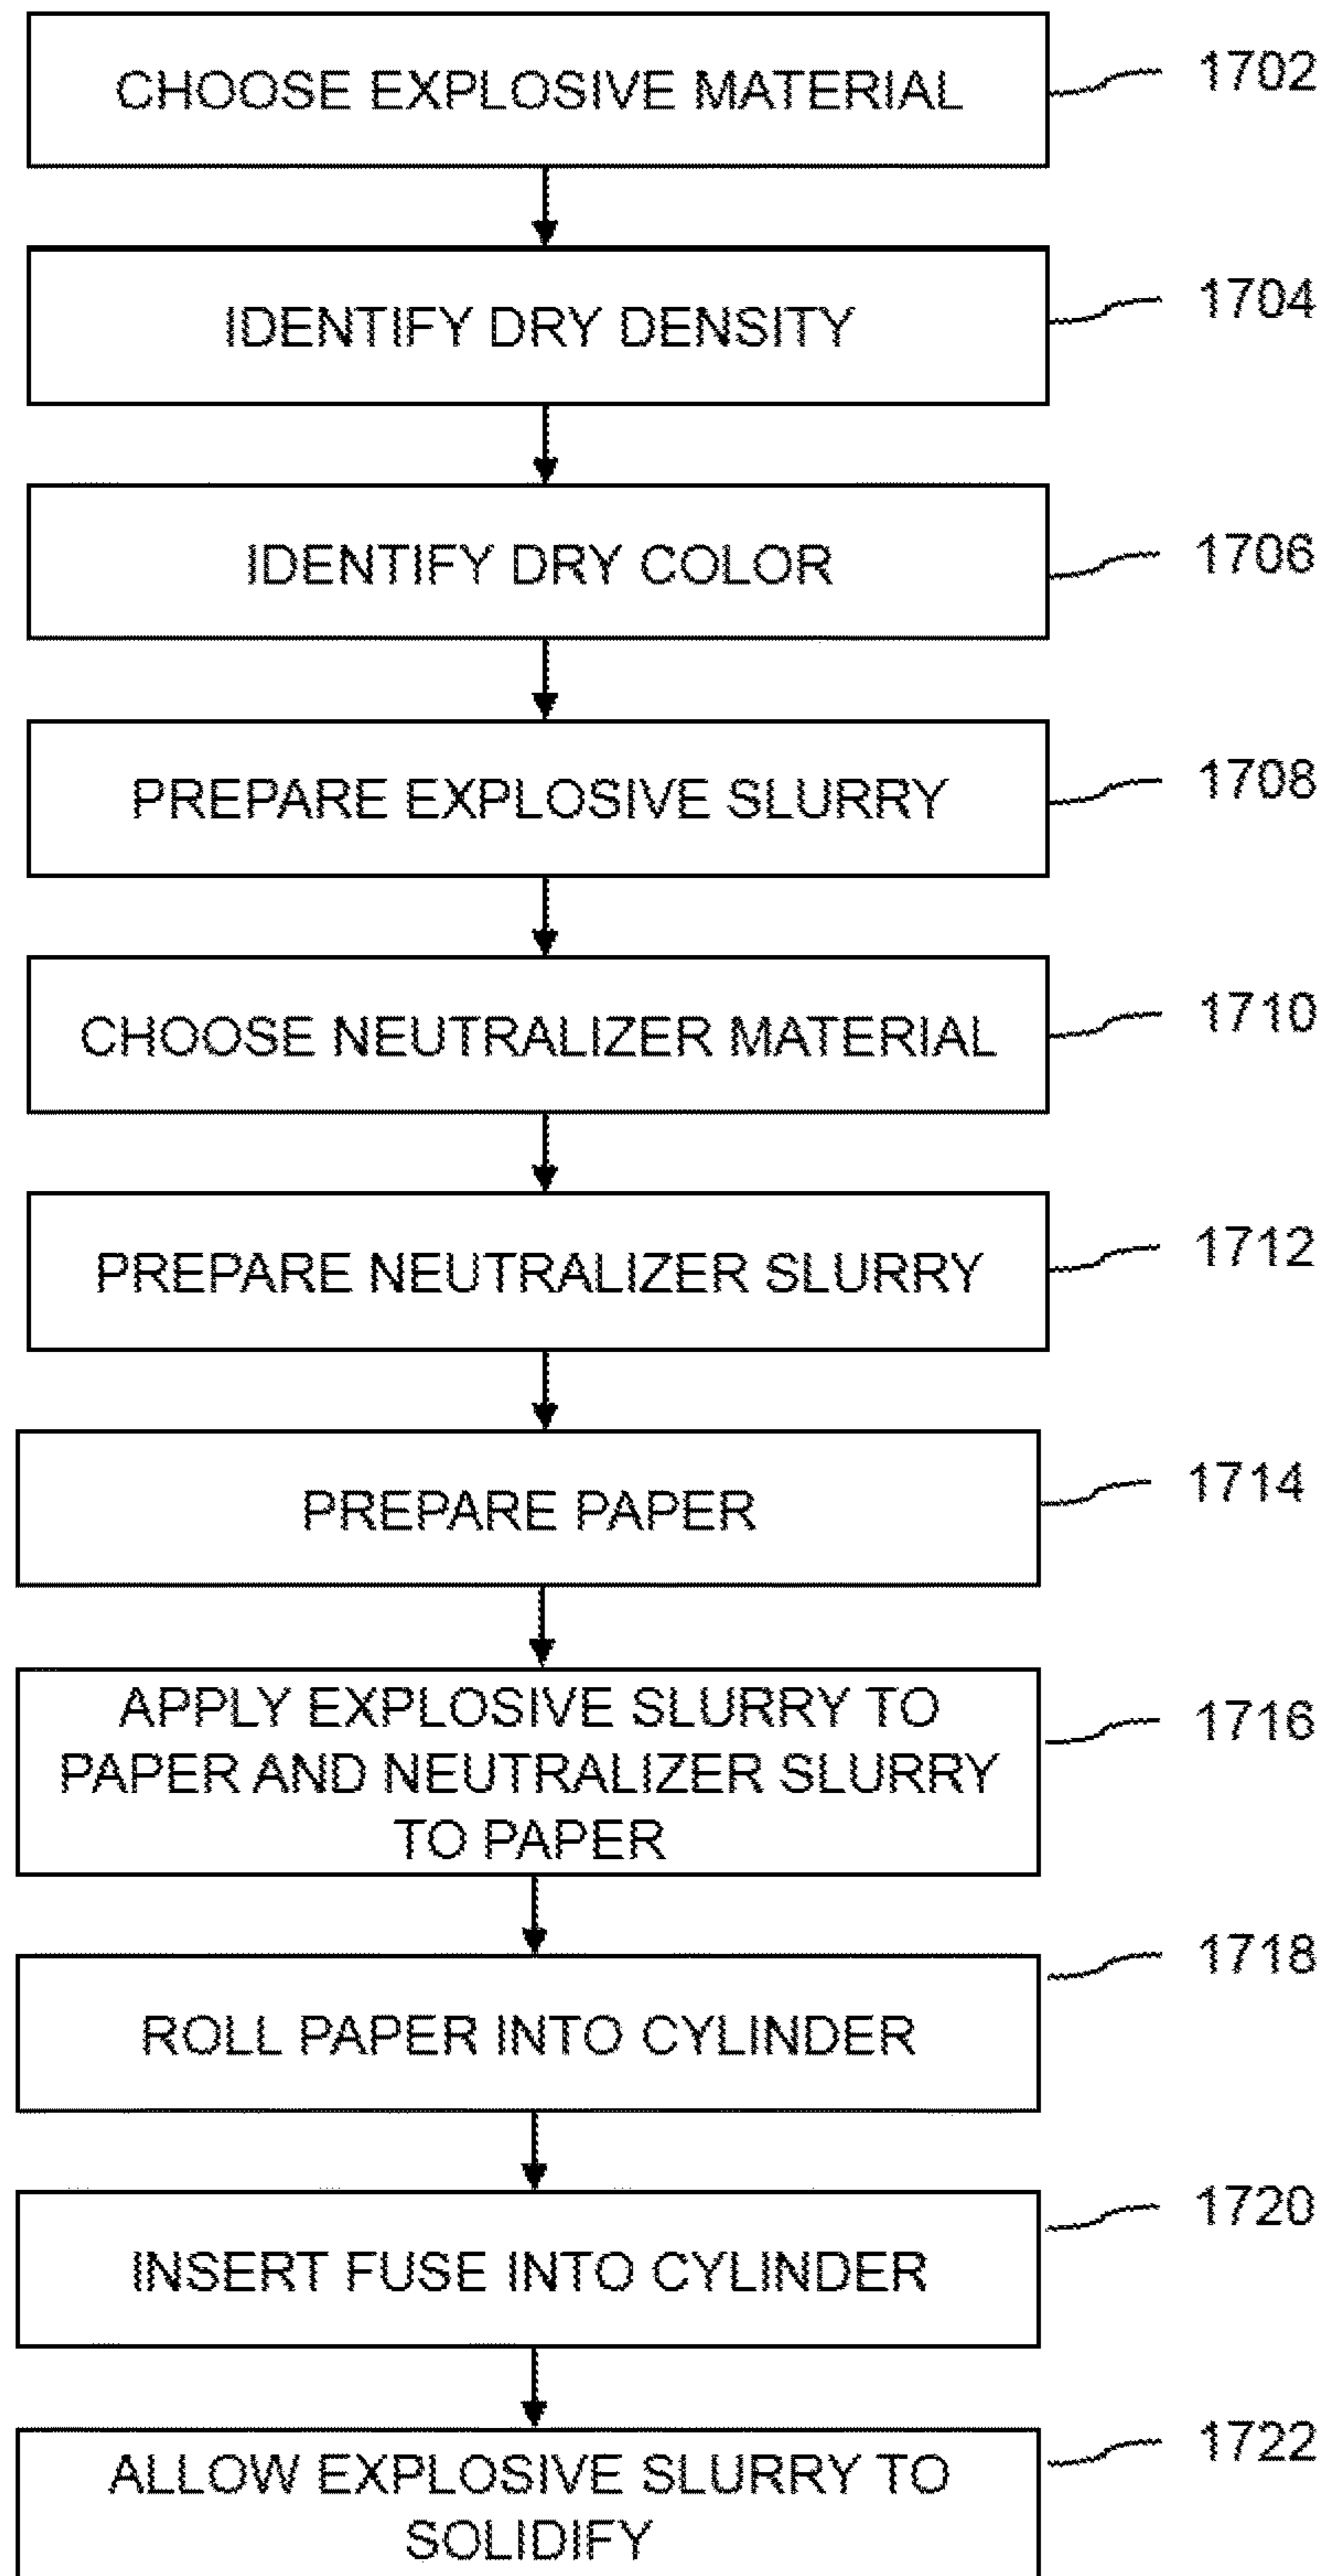 CHOOSE EXPLOSIVE MATERIAL
1702
IDENTIFY DRY DENSITY
1704
IDENTIFY DRY COLOR
1706
PREPARE EXPLOSIVE SLURRY
1708
CHOOSE NEUTRALIZER MATERIAL
1710
PREPARE NEUTRALIZER SLURRY
1712
PREPARE PAPER
1714
APPLY EXPLOSIVE SLURRY TO
PAPER AND NEUTRALIZER SLURRY
TO PAPER
1716
ROLL PAPER INTO CYLINDER
1718
INSERT FUSE INTO CYLINDER
1720
ALLOW EXPLOSIVE SLURRY TO
SOLIDIFY
1722